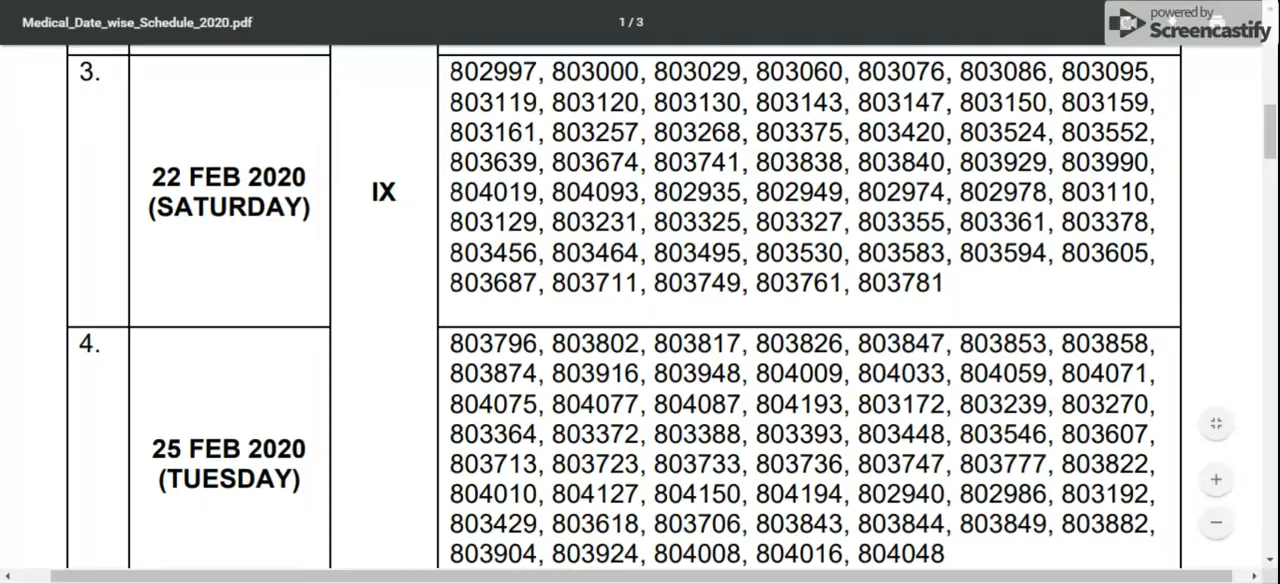 Medical_Date_wise_Schedule_2020.pdf
1 / 3
powered by
Screencastify
3.
22 FEB 2020
(SATURDAY)
IX
802997, 803000, 803029, 803060, 803076, 803086, 803095,
803119, 803120, 803130, 803143, 803147, 803150, 803159,
803161, 803257, 803268, 803375, 803420, 803524, 803552,
803639, 803674, 803741, 803838, 803840, 803929, 803990,
804019, 804093, 802935, 802949, 802974, 802978, 803110,
803129, 803231, 803325, 803327, 803355, 803361, 803378,
803456, 803464, 803495, 803530, 803583, 803594, 803605,
803687, 803711, 803749, 803761, 803781
4.
25 FEB 2020
(TUESDAY)
803796, 803802, 803817, 803826, 803847, 803853, 803858,
803874, 803916, 803948, 804009, 804033, 804059, 804071,
804075, 804077, 804087, 804193, 803172, 803239, 803270,
803364, 803372, 803388, 803393, 803448, 803546, 803607,
803713, 803723, 803733, 803736, 803747, 803777, 803822,
804010, 804127, 804150, 804194, 802940, 802986, 803192,
803429, 803618, 803706, 803843, 803844, 803849, 803882,
803904, 803924, 804008, 804016, 804048